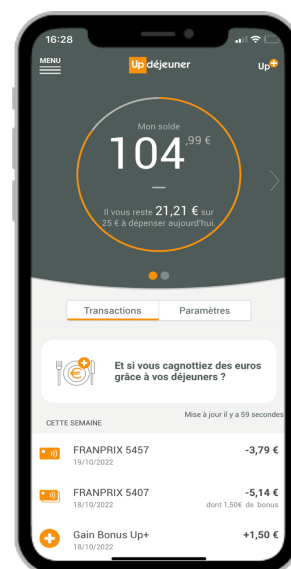 16:28
MENU
Up déjeuner
Up+
Mon solde
104,99 €
Il vous reste 21,21 € sur
25 € à dépenser aujourd'hui.
Transactions Paramètres
Et si vous cagnottiez des euros
grâce à vos déjeuners ?
Mise à jour il y a 59 secondes
CETTE SEMAINE
FRANPRIX 5457 -3,79 €
19/10/2022
FRANPRIX 5407 -5,14 €
18/10/2022 dont 1,50€ de bonus
Gain Bonus Up+ +1,50 €
18/10/2022